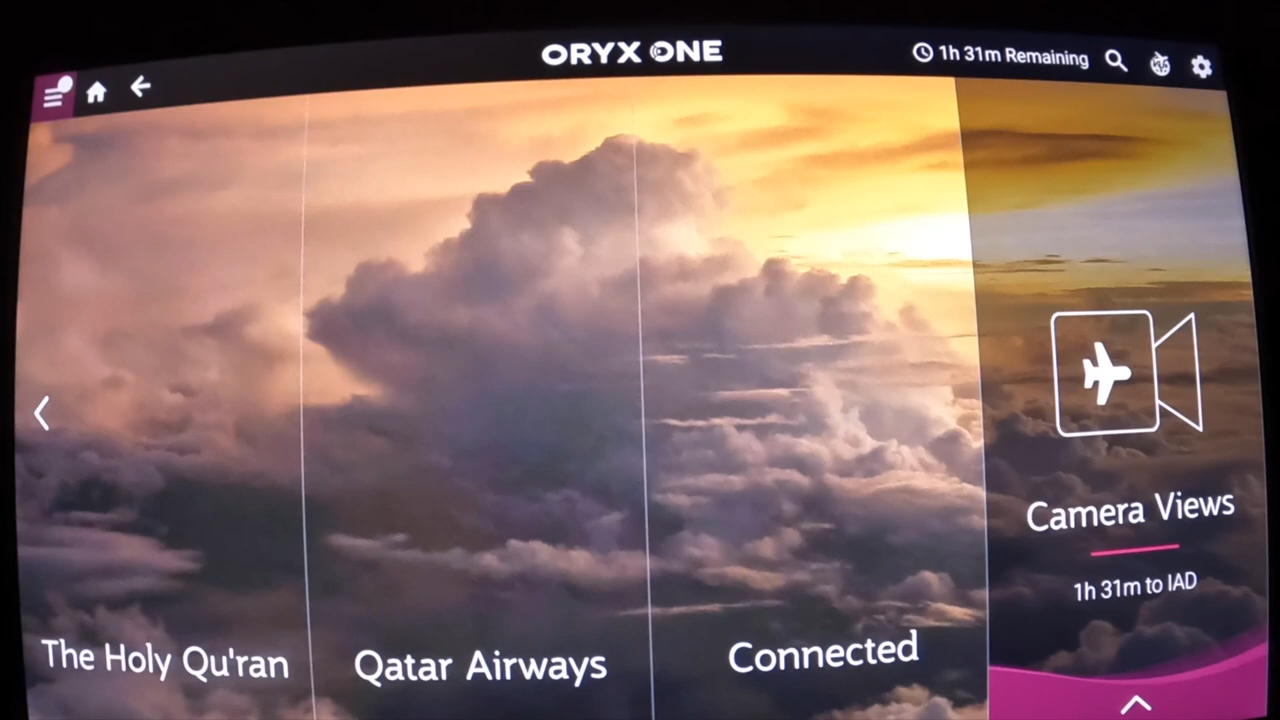 ORYX ONE
1h 31m Remaining
Camera Views
1h 31m to IAD
The Holy Qu'ran
Qatar Airways
Connected